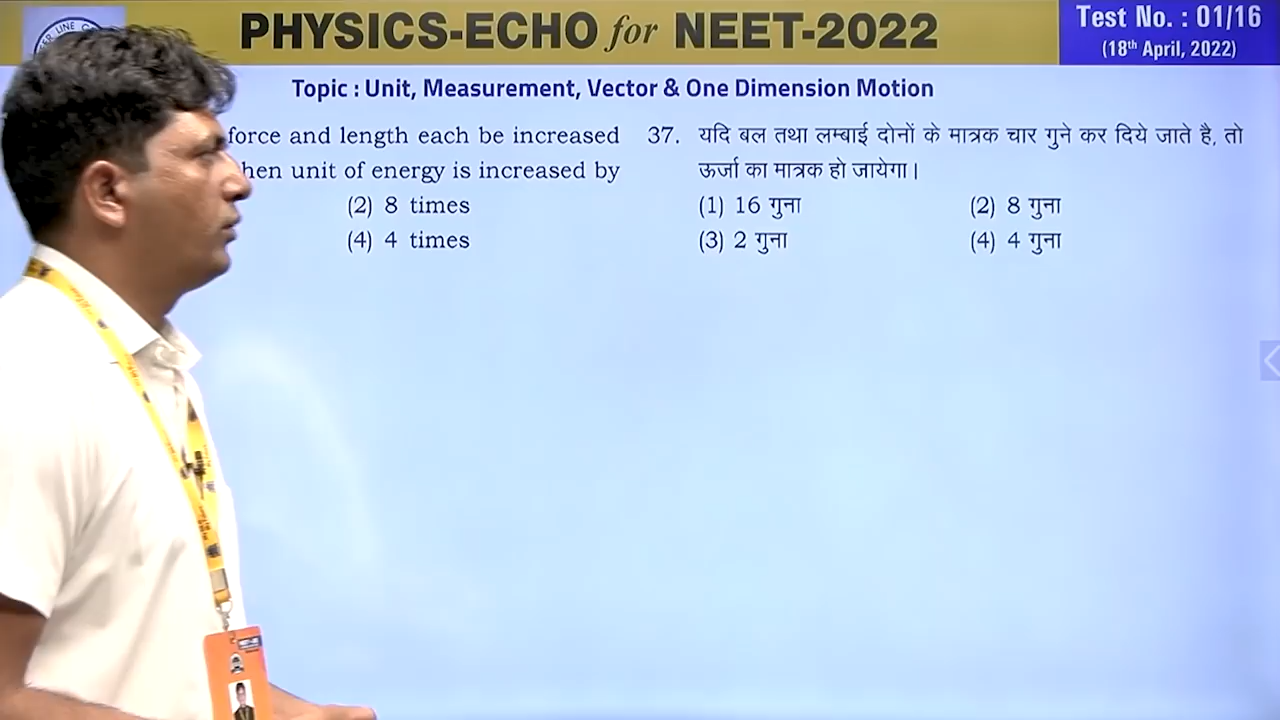 PHYSICS-ECHO for NEET-2022
Test No. : 01/16
(18th April, 2022)
LINE
Topic : Unit, Measurement, Vector & One Dimension Motion
force and length each be increased
unit of energy is increased by
(2) 8 times
(4) 4 times
37. यदि बल तथा लम्बाई दोनों के मात्रक चार गुने कर दिये जाते है, तो
ऊर्जा का मात्रक हो जायेगा।
(1) 16 गुना (2) 8 गुना
(3) 2 गुना (4) 4 गुना